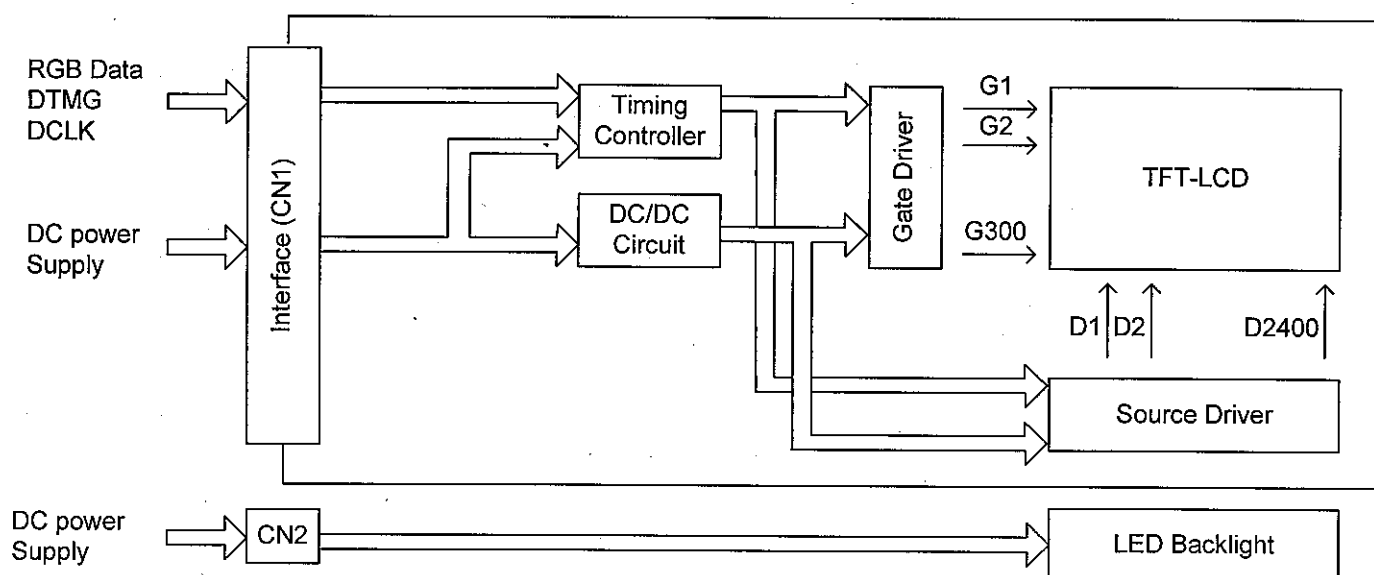 RGB Data
DTMG
DCLK
DC power
Supply
Interface (CN1)
Timing
Controller
DC/DC
Circuit
Gate Driver
G1
G2
G300
TFT-LCD
D1
D2
D2400
Source Driver
DC power
Supply
CN2
LED Backlight